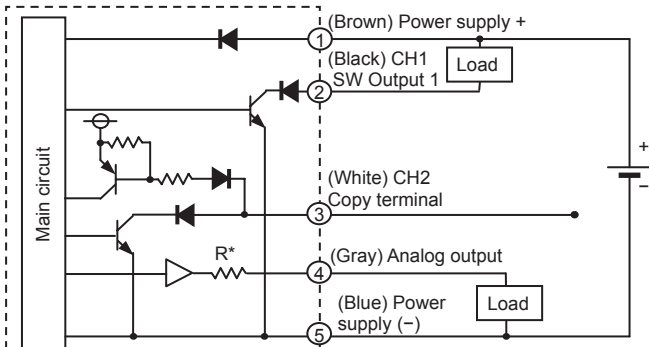 (Brown) Power supply +
1
(Black) CH1
SW Output 1
Load
2
+
−
Main circuit
(White) CH2
Copy terminal
3
R*
(Gray) Analog output
4
Load
(Blue) Power
supply (−)
5